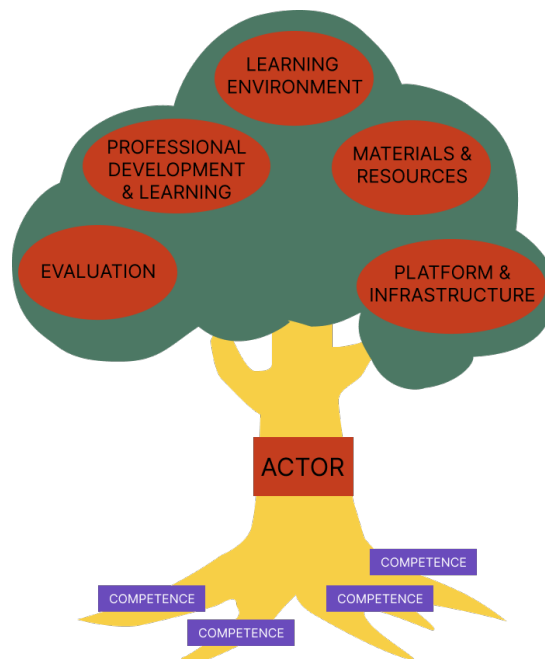 LEARNING
ENVIRONMENT
PROFESSIONAL
DEVELOPMENT
& LEARNING
MATERIALS &
RESOURCES
EVALUATION
PLATFORM &
INFRASTRUCTURE
ACTOR
COMPETENCE
COMPETENCE
COMPETENCE
COMPETENCE